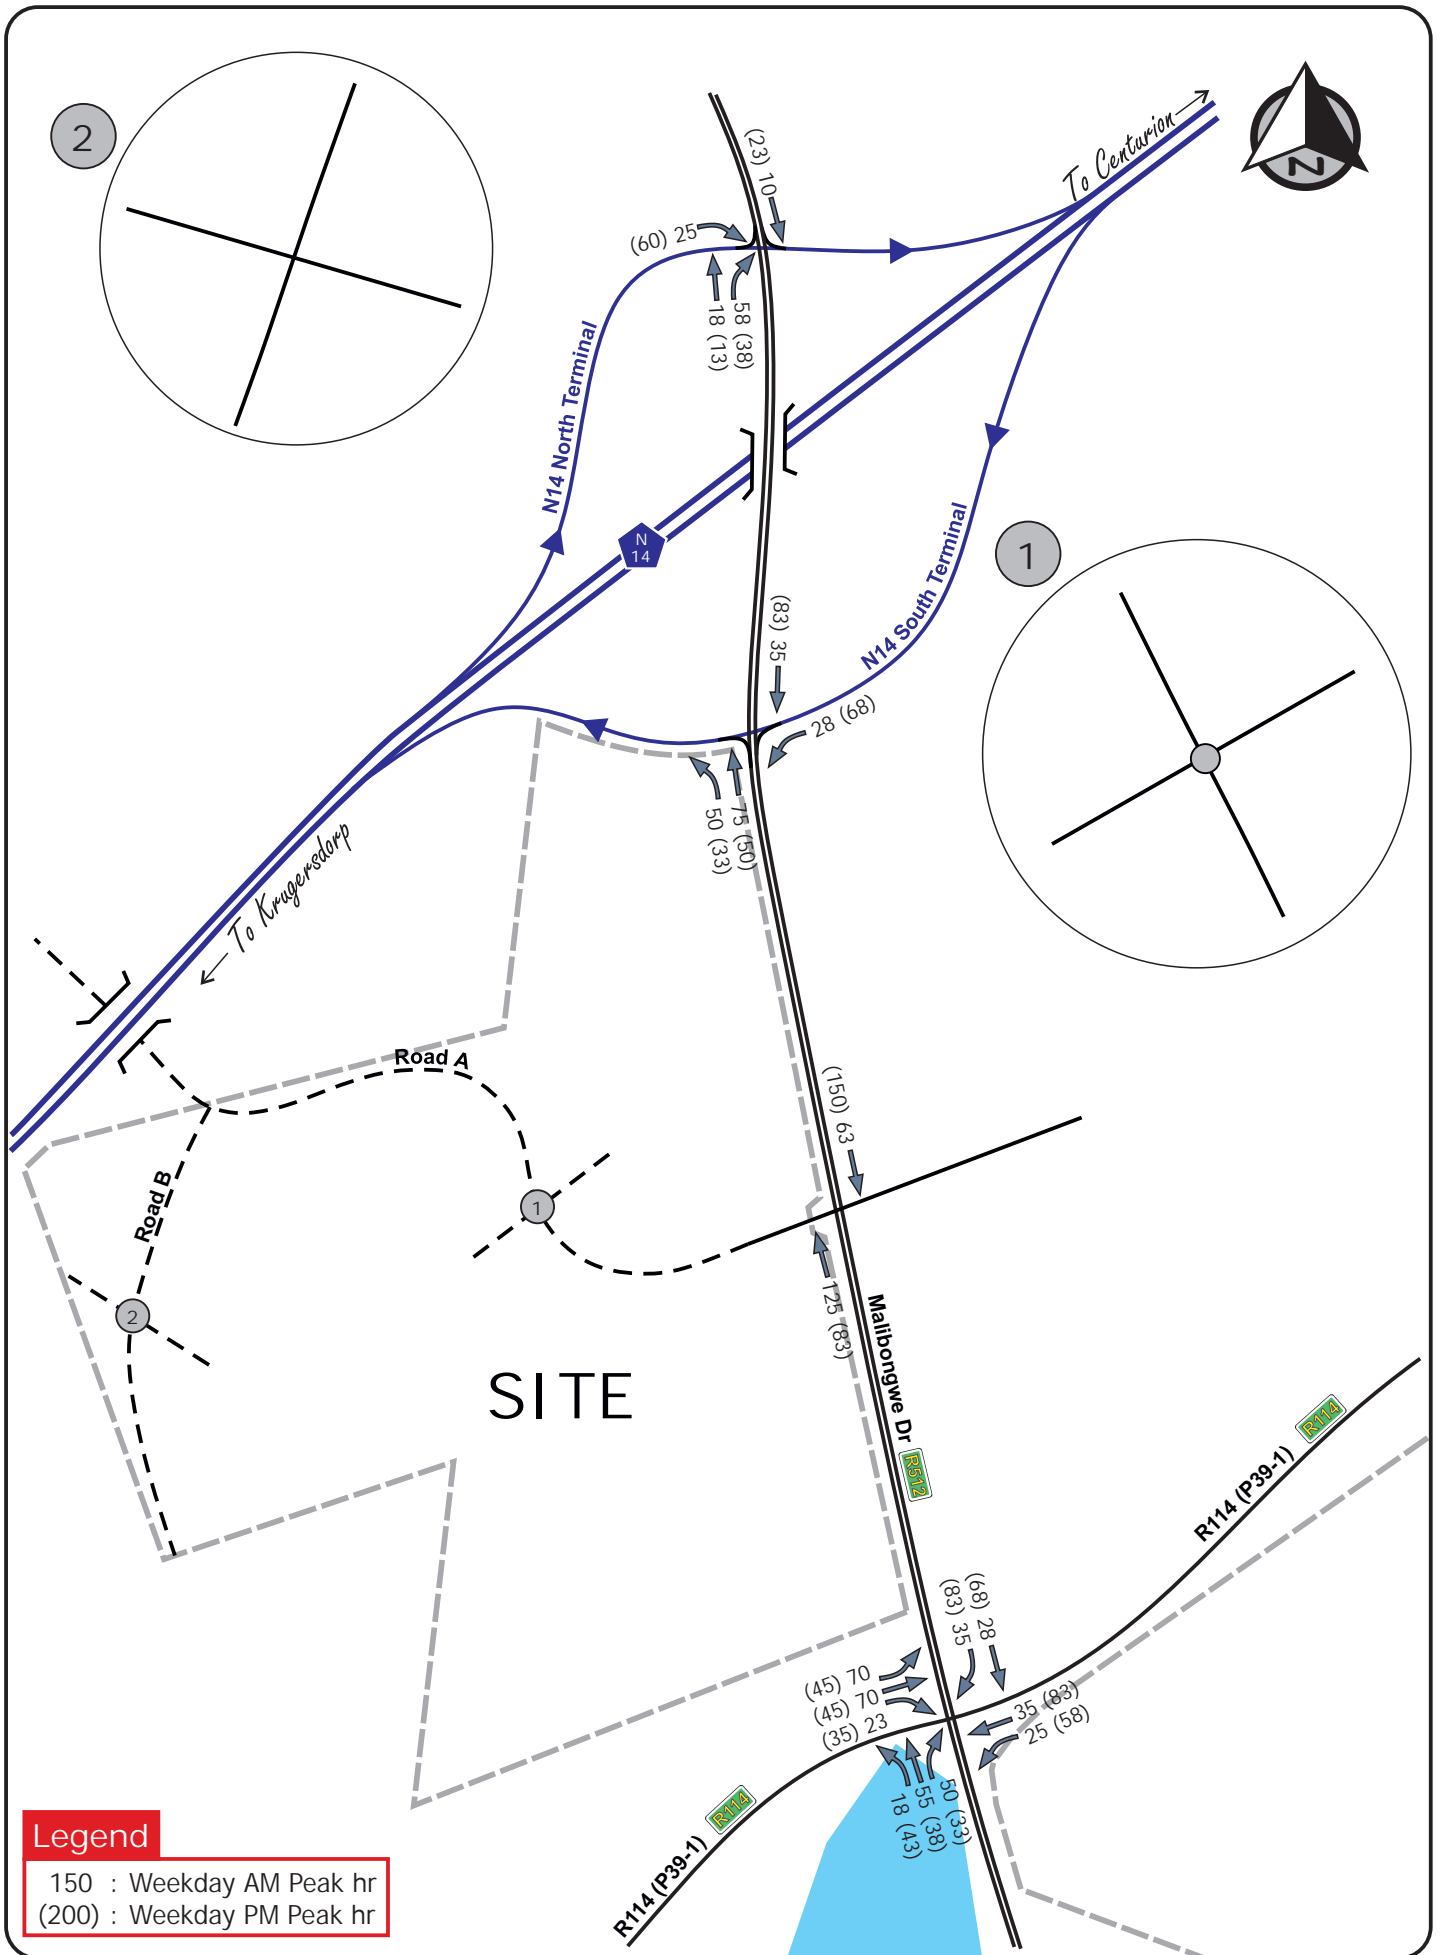 2
(23) 10
To Centurion
N
(60) 25
18 (13)
58 (38)
N14 North Terminal
N
14
1
N14 South Terminal
(83) 35
28 (68)
50 (33)
75 (50)
To Krugersdorp
Road A
(150) 63
Road B
1
2
125 (83)
SITE
Malibongwe Dr
R512
R114
R114 (P39-1)
(68) 28
(83) 35
(45) 70
(45) 70
(35) 23
35 (83)
25 (58)
18 (43)
55 (38)
50 (33)
R114
R114 (P39-1)
Legend
150 : Weekday AM Peak hr
(200) : Weekday PM Peak hr